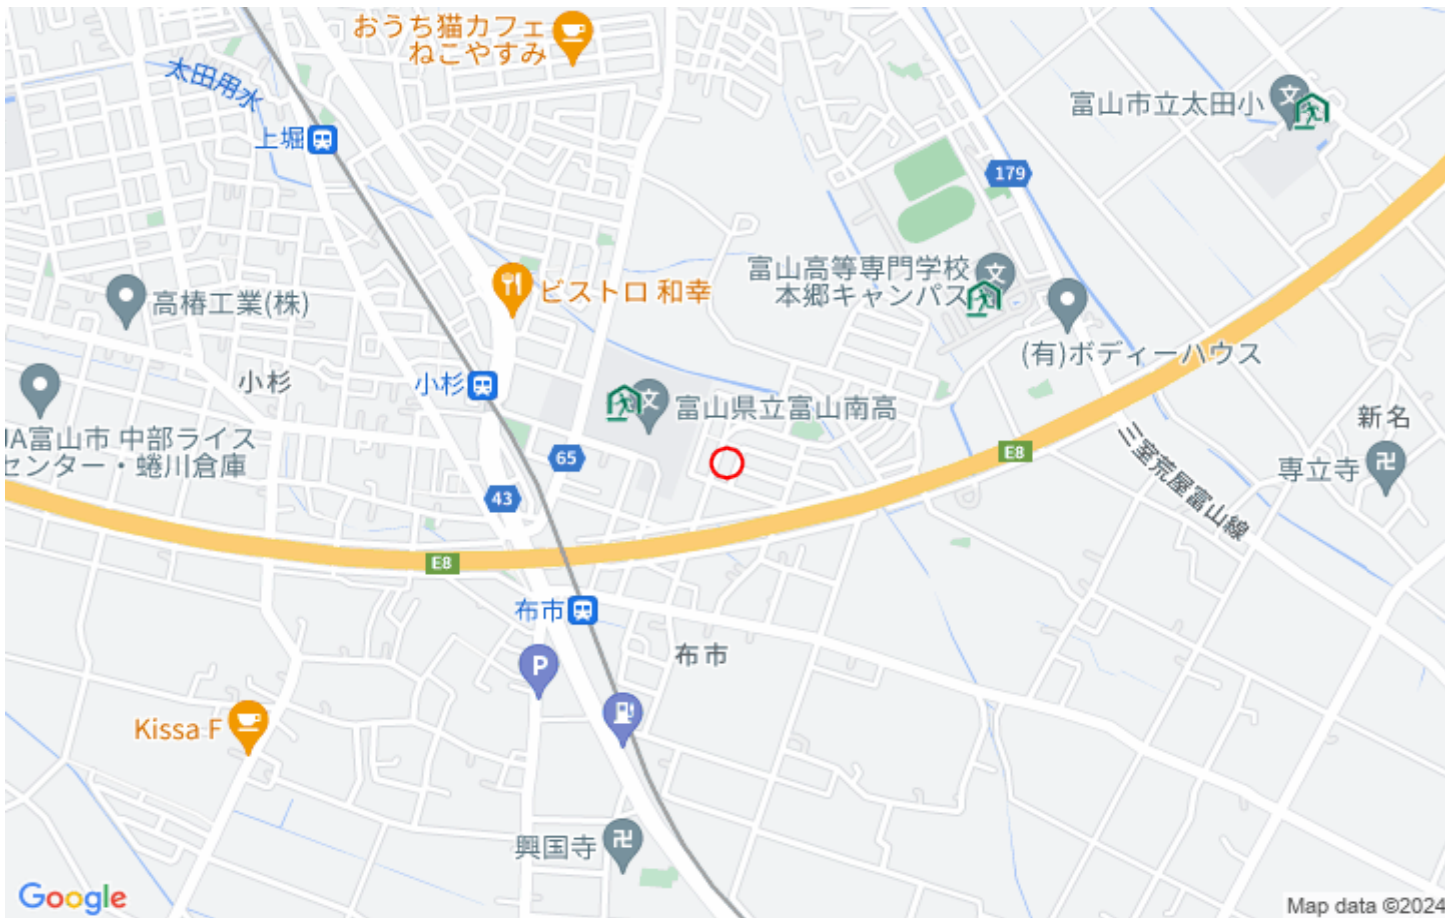 おうち猫カフェ
ねこやすみ
太田用水
上堀
富山市立太田小
文
179
富山高等専門学校
本郷キャンパス
文
ビストロ 和幸
高椿工業(株)
(有)ボディーハウス
小杉
小杉
富山県立富山南高
文
新名
JA富山市 中部ライス
センター・蜷川倉庫
65
E8
三室荒屋富山線
専立寺
卍
43
E8
布市
布市
P
Kissa F
興国寺
卍
Google
Map data ©2024